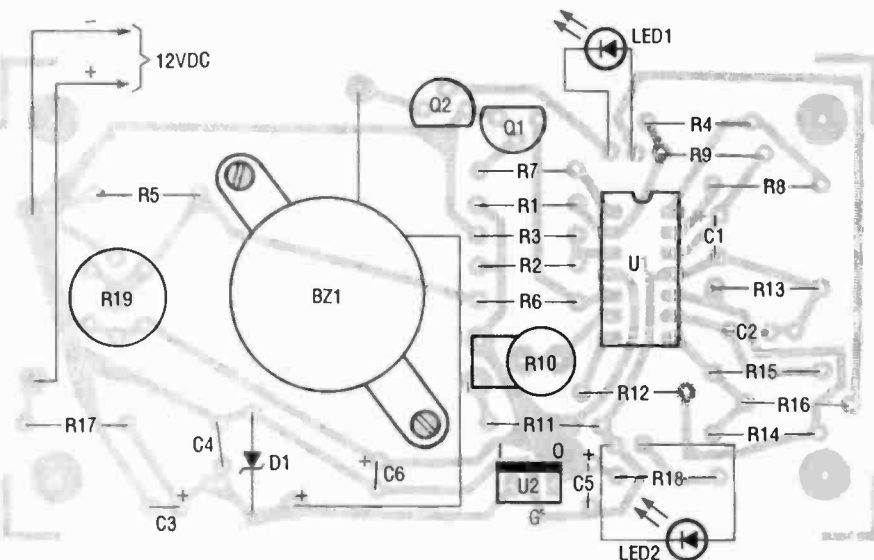 −
12VDC
+
LED1
Q2
Q1
R4
R9
R7
R5
R8
R1
+
C1
R3
U1
R2
R13
R19
BZ1
R6
C2
R10
R15
R12
R16
R17
R11
R14
C4
D1
I
O
+
C6
U2
C5
R18
+
+
C3
G
LED2